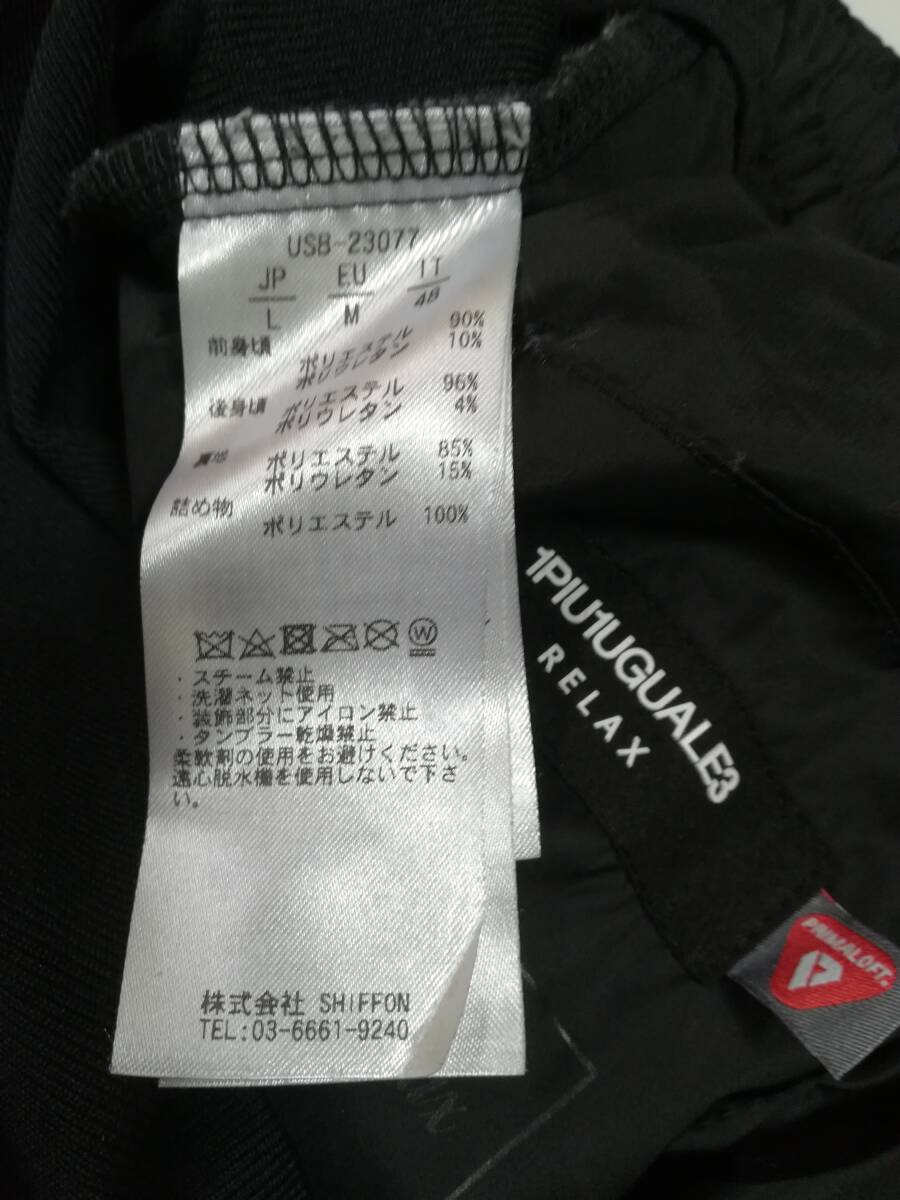 USB-23077
JP EU IT
L M 48
前身頃 ポリエステル 90%
ポリウレタン 10%
後身頃 ポリエステル 96%
ポリウレタン 4%
裏地 ポリエステル 85%
ポリウレタン 15%
詰め物
ポリエステル 100%
W
・スチーム禁止
・洗濯ネット使用
・装飾部分にアイロン禁止
・タンブラー乾燥禁止
柔軟剤の使用をお避けください。
遠心脱水機を使用しないで下さ
い。
株式会社 SHIFFON
TEL:03-6661-9240
1PIU1UGUALE3
RELAX
PRIMALOFT.